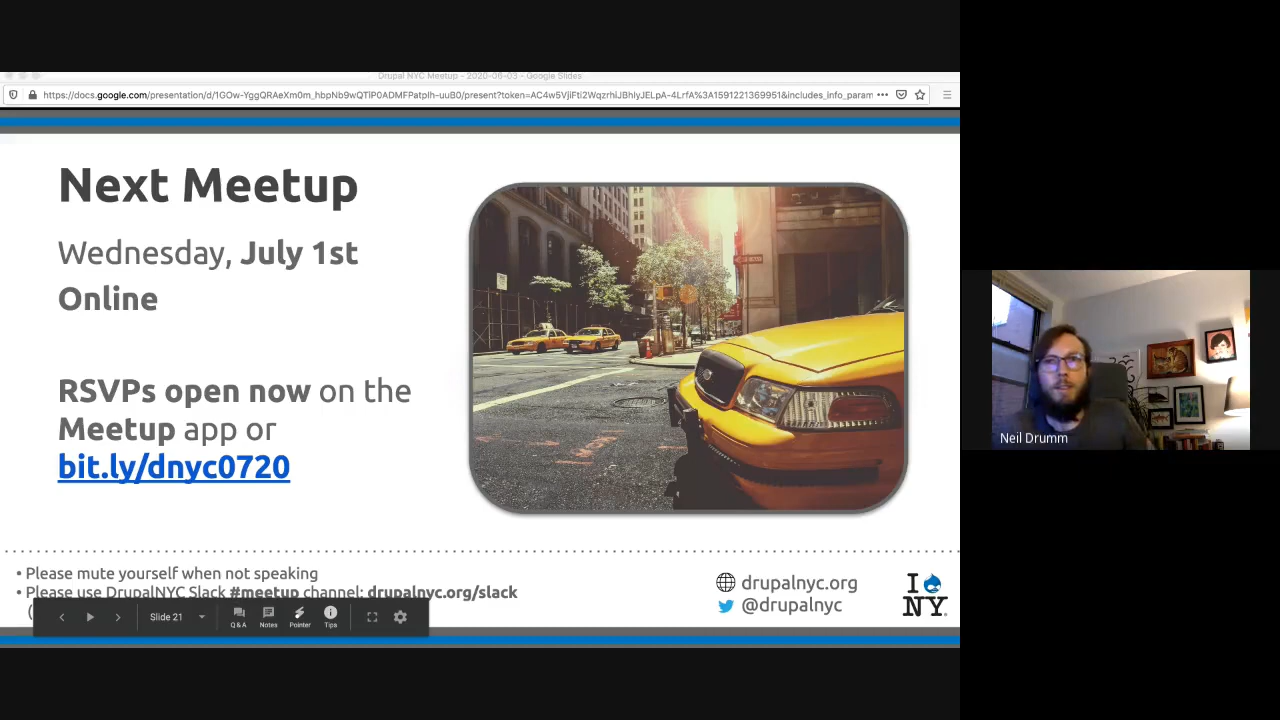 Drupal NYC Meetup - 2020-06-03 - Google Slides
https://docs.google.com/presentation/d/1GOw-YggQRAeXm0m_hbpNb9wQTlP0ADMFPatplh-uuB0/present?token=AC4w5VjiFti2WqzrhiJBhlyJELpA-4LrfA%3A1591221369951&includes_info_param
Next Meetup
Wednesday, July 1st
Online
RSVPs open now on the
Meetup app or
bit.ly/dnyc0720
• Please mute yourself when not speaking
• Please use DrupalNYC Slack #meetup channel: drupalnyc.org/slack
(
Slide 21
Q & A
Notes
Pointer
Tips
drupalnyc.org
@drupalnyc
I
NY
Neil Drumm